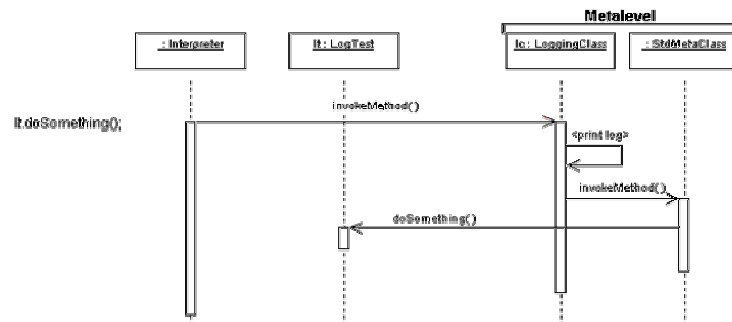 Metalevel
: Interpreter
lt : LogTest
lc : LoggingClass
: StdMetaClass
invokeMethod()
lt.doSomething();
<print log>
invokeMethod()
doSomething()